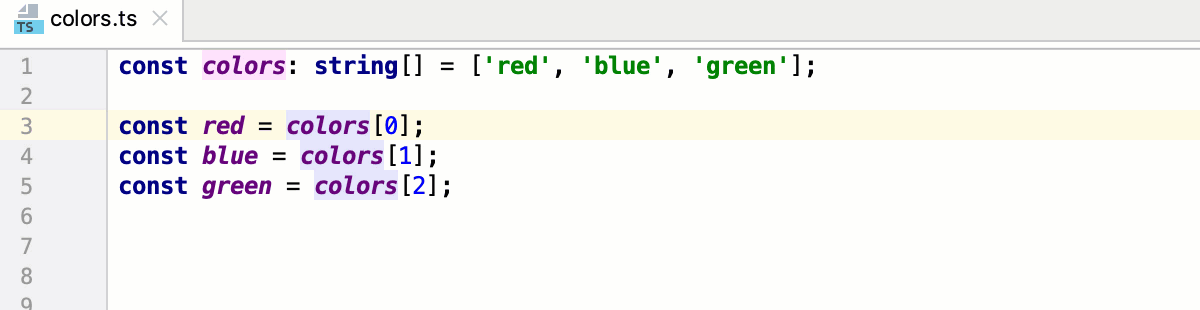 TS colors.ts
1 const colors: string[] = ['red', 'blue', 'green'];
2
3 const red = colors[0];
4 const blue = colors[1];
5 const green = colors[2];
6
7
8
9